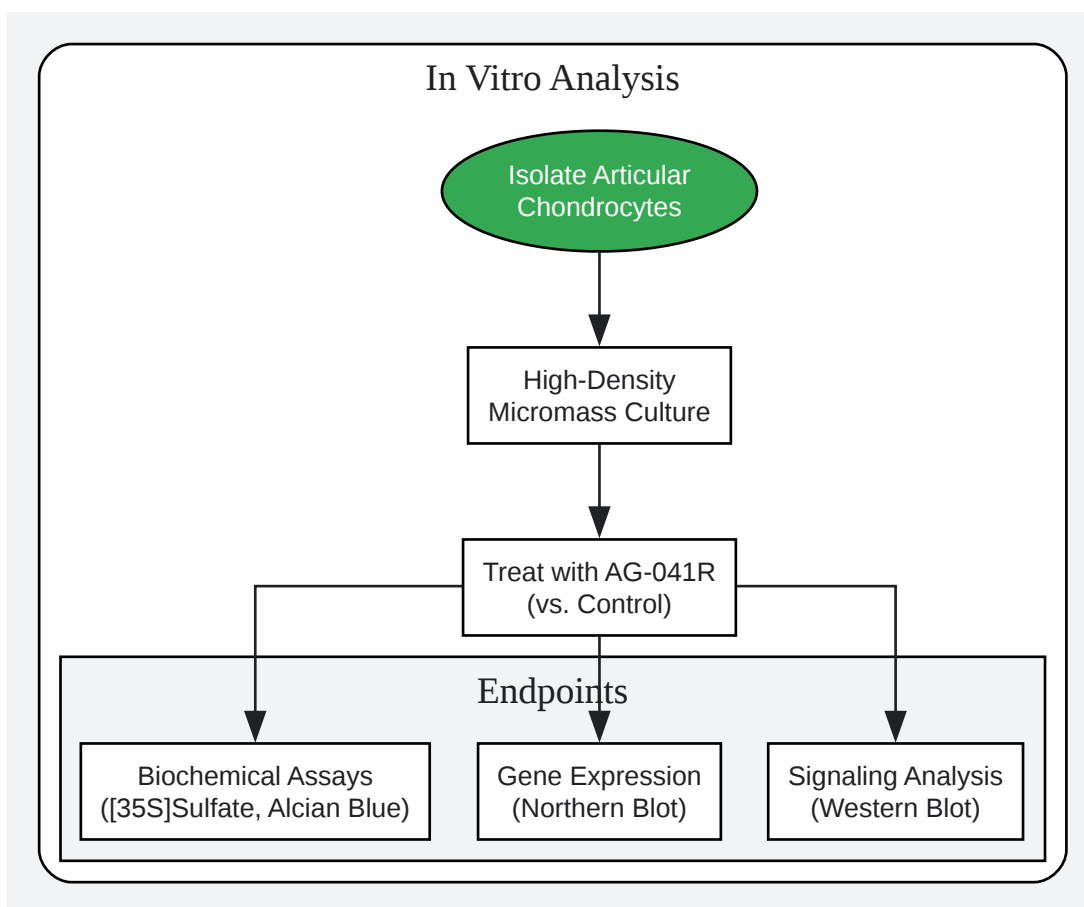 In Vitro Analysis
Isolate Articular
Chondrocytes
High-Density
Micromass Culture
Treat with AG-041R
(vs. Control)
Endpoints
Biochemical Assays
([35S]Sulfate, Alcian Blue)
Gene Expression
(Northern Blot)
Signaling Analysis
(Western Blot)